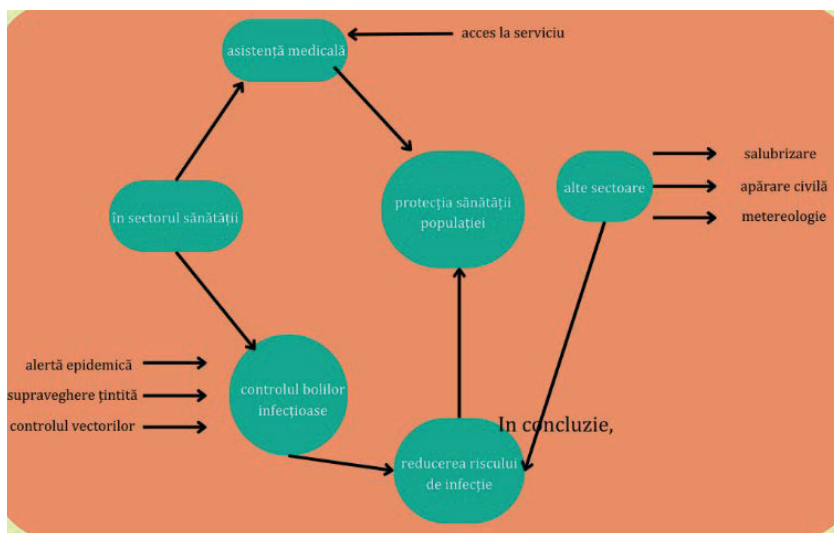 acces la serviciu
asistență medicală
salubrizare
alte sectoare
apărare civilă
metereologie
protecția sănătății
populației
în sectorul sănătății
alertă epidemică
supraveghere țintită
controlul vectorilor
controlul bolilor
infecțioase
In concluzie,
reducerea riscului
de infecție